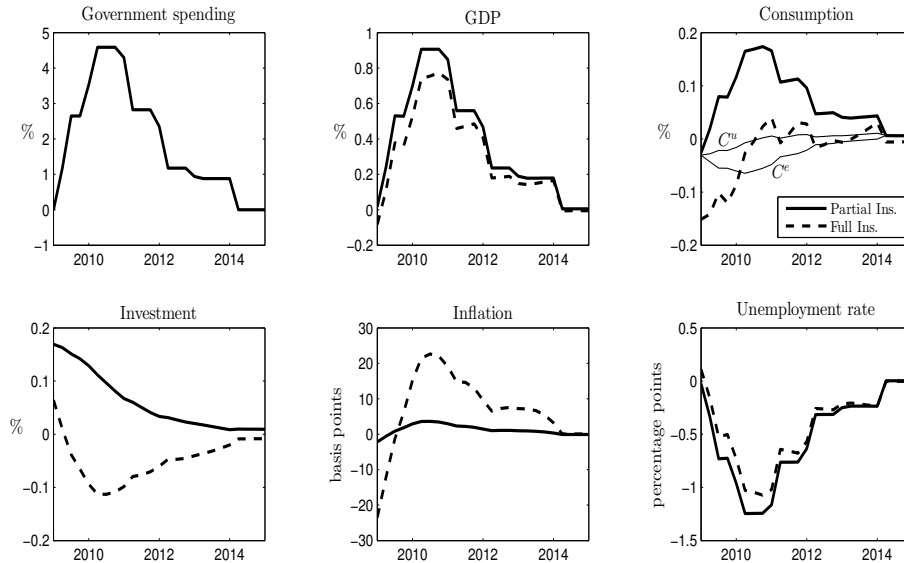 Government spending
5
4
3
2
1
0
−1
%
2010 2012 2014
GDP
1
0.8
0.6
0.4
0.2
0
−0.2
%
2010 2012 2014
Consumption
0.2
0.1
0
−0.1
−0.2
%
C^u
C^e
Partial Ins.
Full Ins.
2010 2012 2014
Investment
0.2
0.1
0
−0.1
−0.2
%
2010 2012 2014
Inflation
30
20
10
0
−10
−20
−30
basis points
2010 2012 2014
Unemployment rate
0.5
0
−0.5
−1
−1.5
percentage points
2010 2012 2014